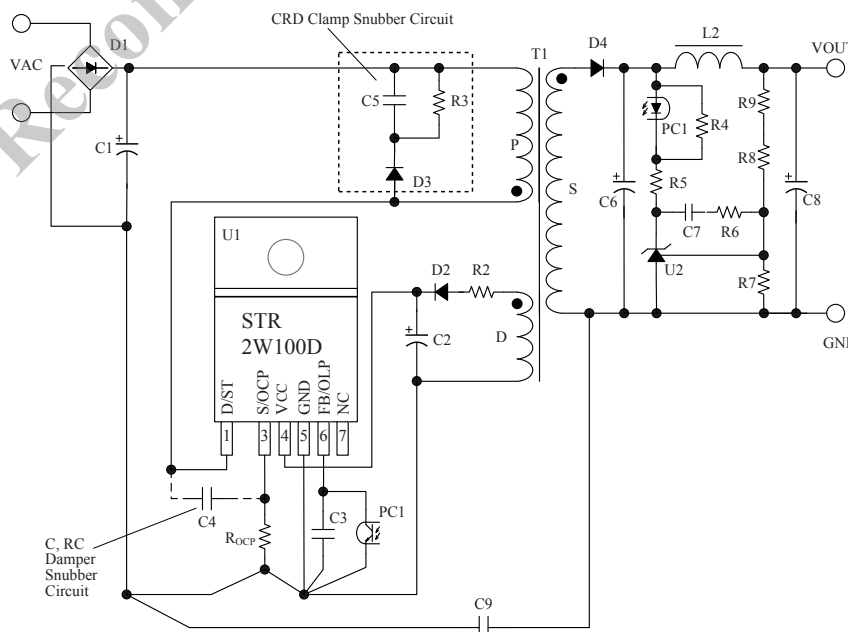 CRD Clamp Snubber Circuit
VAC
D1
C1
C5
R3
D3
T1
P
S
D
D4
L2
VOUT
PC1
R4
R5
C6
C7
R6
U2
R9
R8
R7
C8
GND
U1
STR
2W100D
D/ST
S/OCP
VCC
GND
FB/OLP
NC
1
3
4
5
6
7
D2
R2
C2
C4
ROCP
C3
PC1
C, RC
Damper
Snubber
Circuit
C9